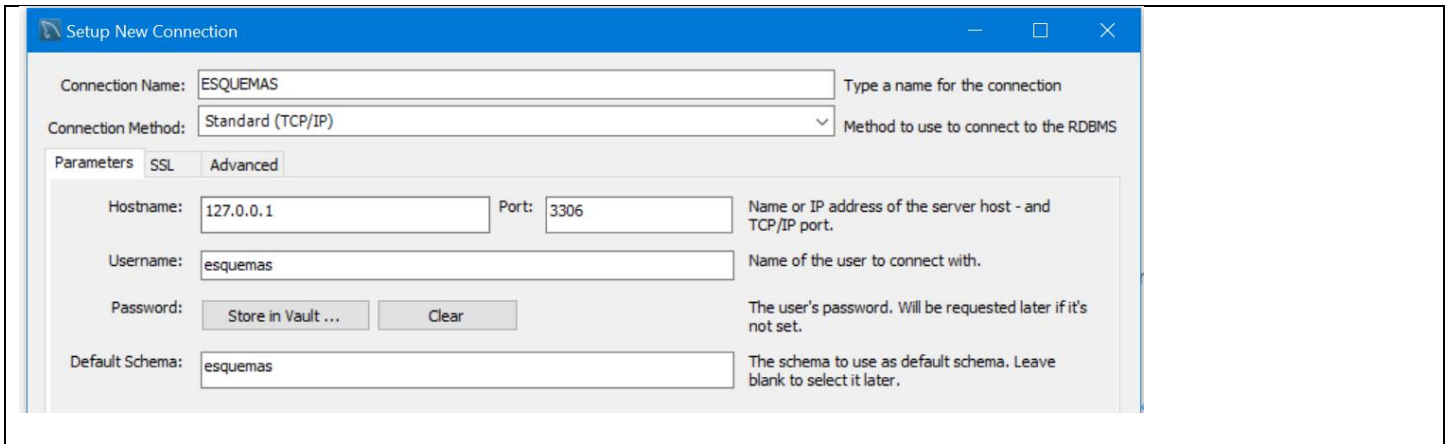 Setup New Connection
Connection Name: ESQUEMAS Type a name for the connection
Connection Method: Standard (TCP/IP) Method to use to connect to the RDBMS
Parameters SSL Advanced
Hostname: 127.0.0.1 Port: 3306 Name or IP address of the server host - and
TCP/IP port.
Username: esquemas Name of the user to connect with.
Password: Store in Vault ... Clear The user's password. Will be requested later if it's
not set.
Default Schema: esquemas The schema to use as default schema. Leave
blank to select it later.